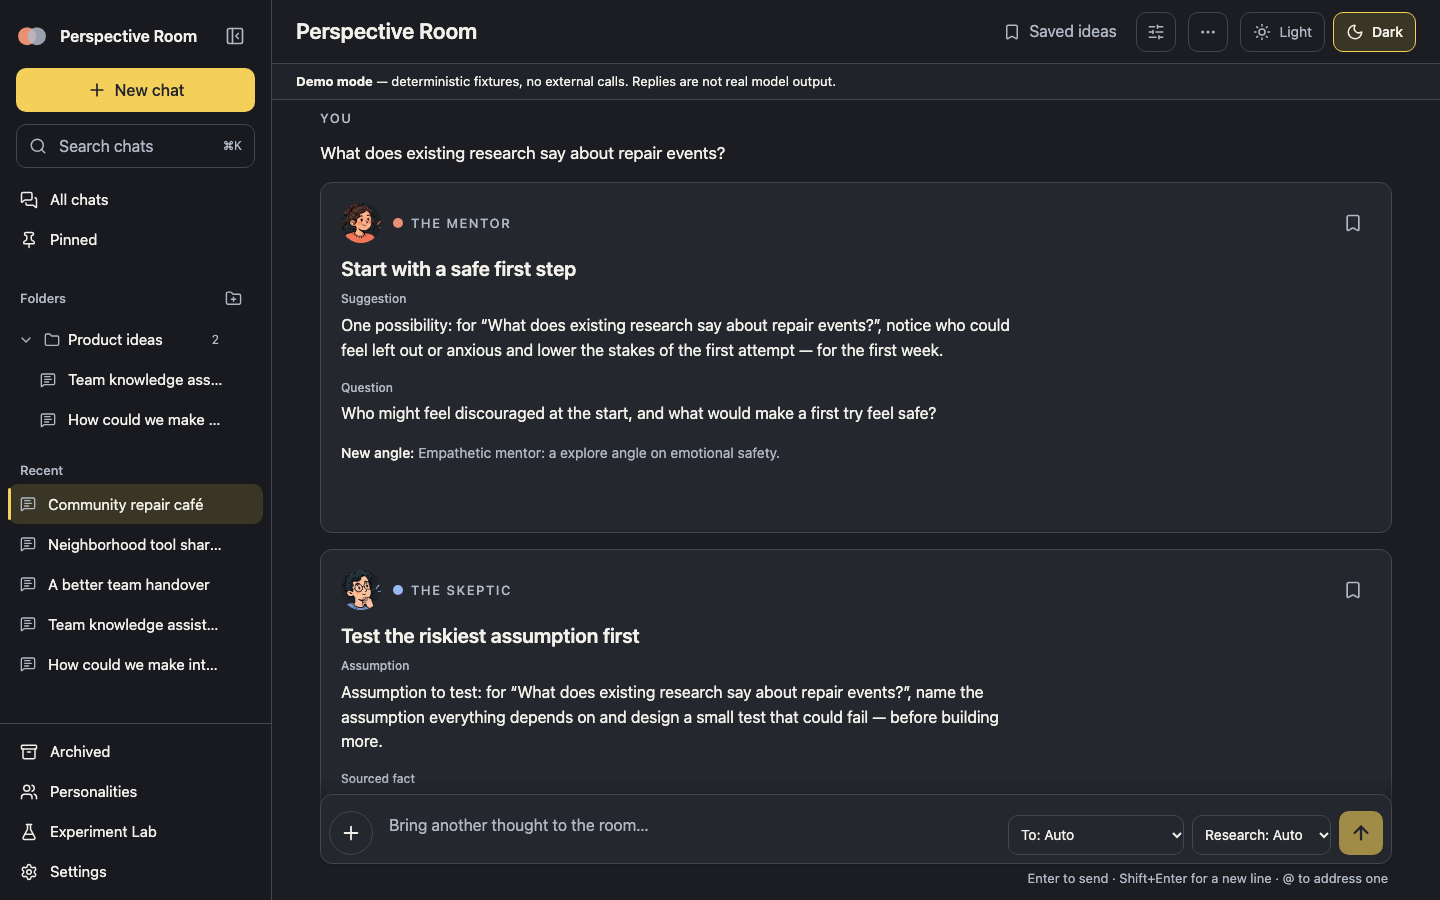 Perspective Room
New chat
Search chats ⌘K
All chats
Pinned
Folders
Product ideas 2
Team knowledge ass...
How could we make ...
Recent
Community repair café
Neighborhood tool shar...
A better team handover
Team knowledge assist...
How could we make int...
Archived
Personalities
Experiment Lab
Settings
Perspective Room
Saved ideas
Light
Dark
Demo mode — deterministic fixtures, no external calls. Replies are not real model output.
YOU
What does existing research say about repair events?
THE MENTOR
Start with a safe first step
Suggestion
One possibility: for “What does existing research say about repair events?”, notice who could
feel left out or anxious and lower the stakes of the first attempt — for the first week.
Question
Who might feel discouraged at the start, and what would make a first try feel safe?
New angle: Empathetic mentor: a explore angle on emotional safety.
THE SKEPTIC
Test the riskiest assumption first
Assumption
Assumption to test: for “What does existing research say about repair events?”, name the
assumption everything depends on and design a small test that could fail — before building
more.
Sourced fact
Bring another thought to the room...
To: Auto
Research: Auto
Enter to send · Shift+Enter for a new line · @ to address one